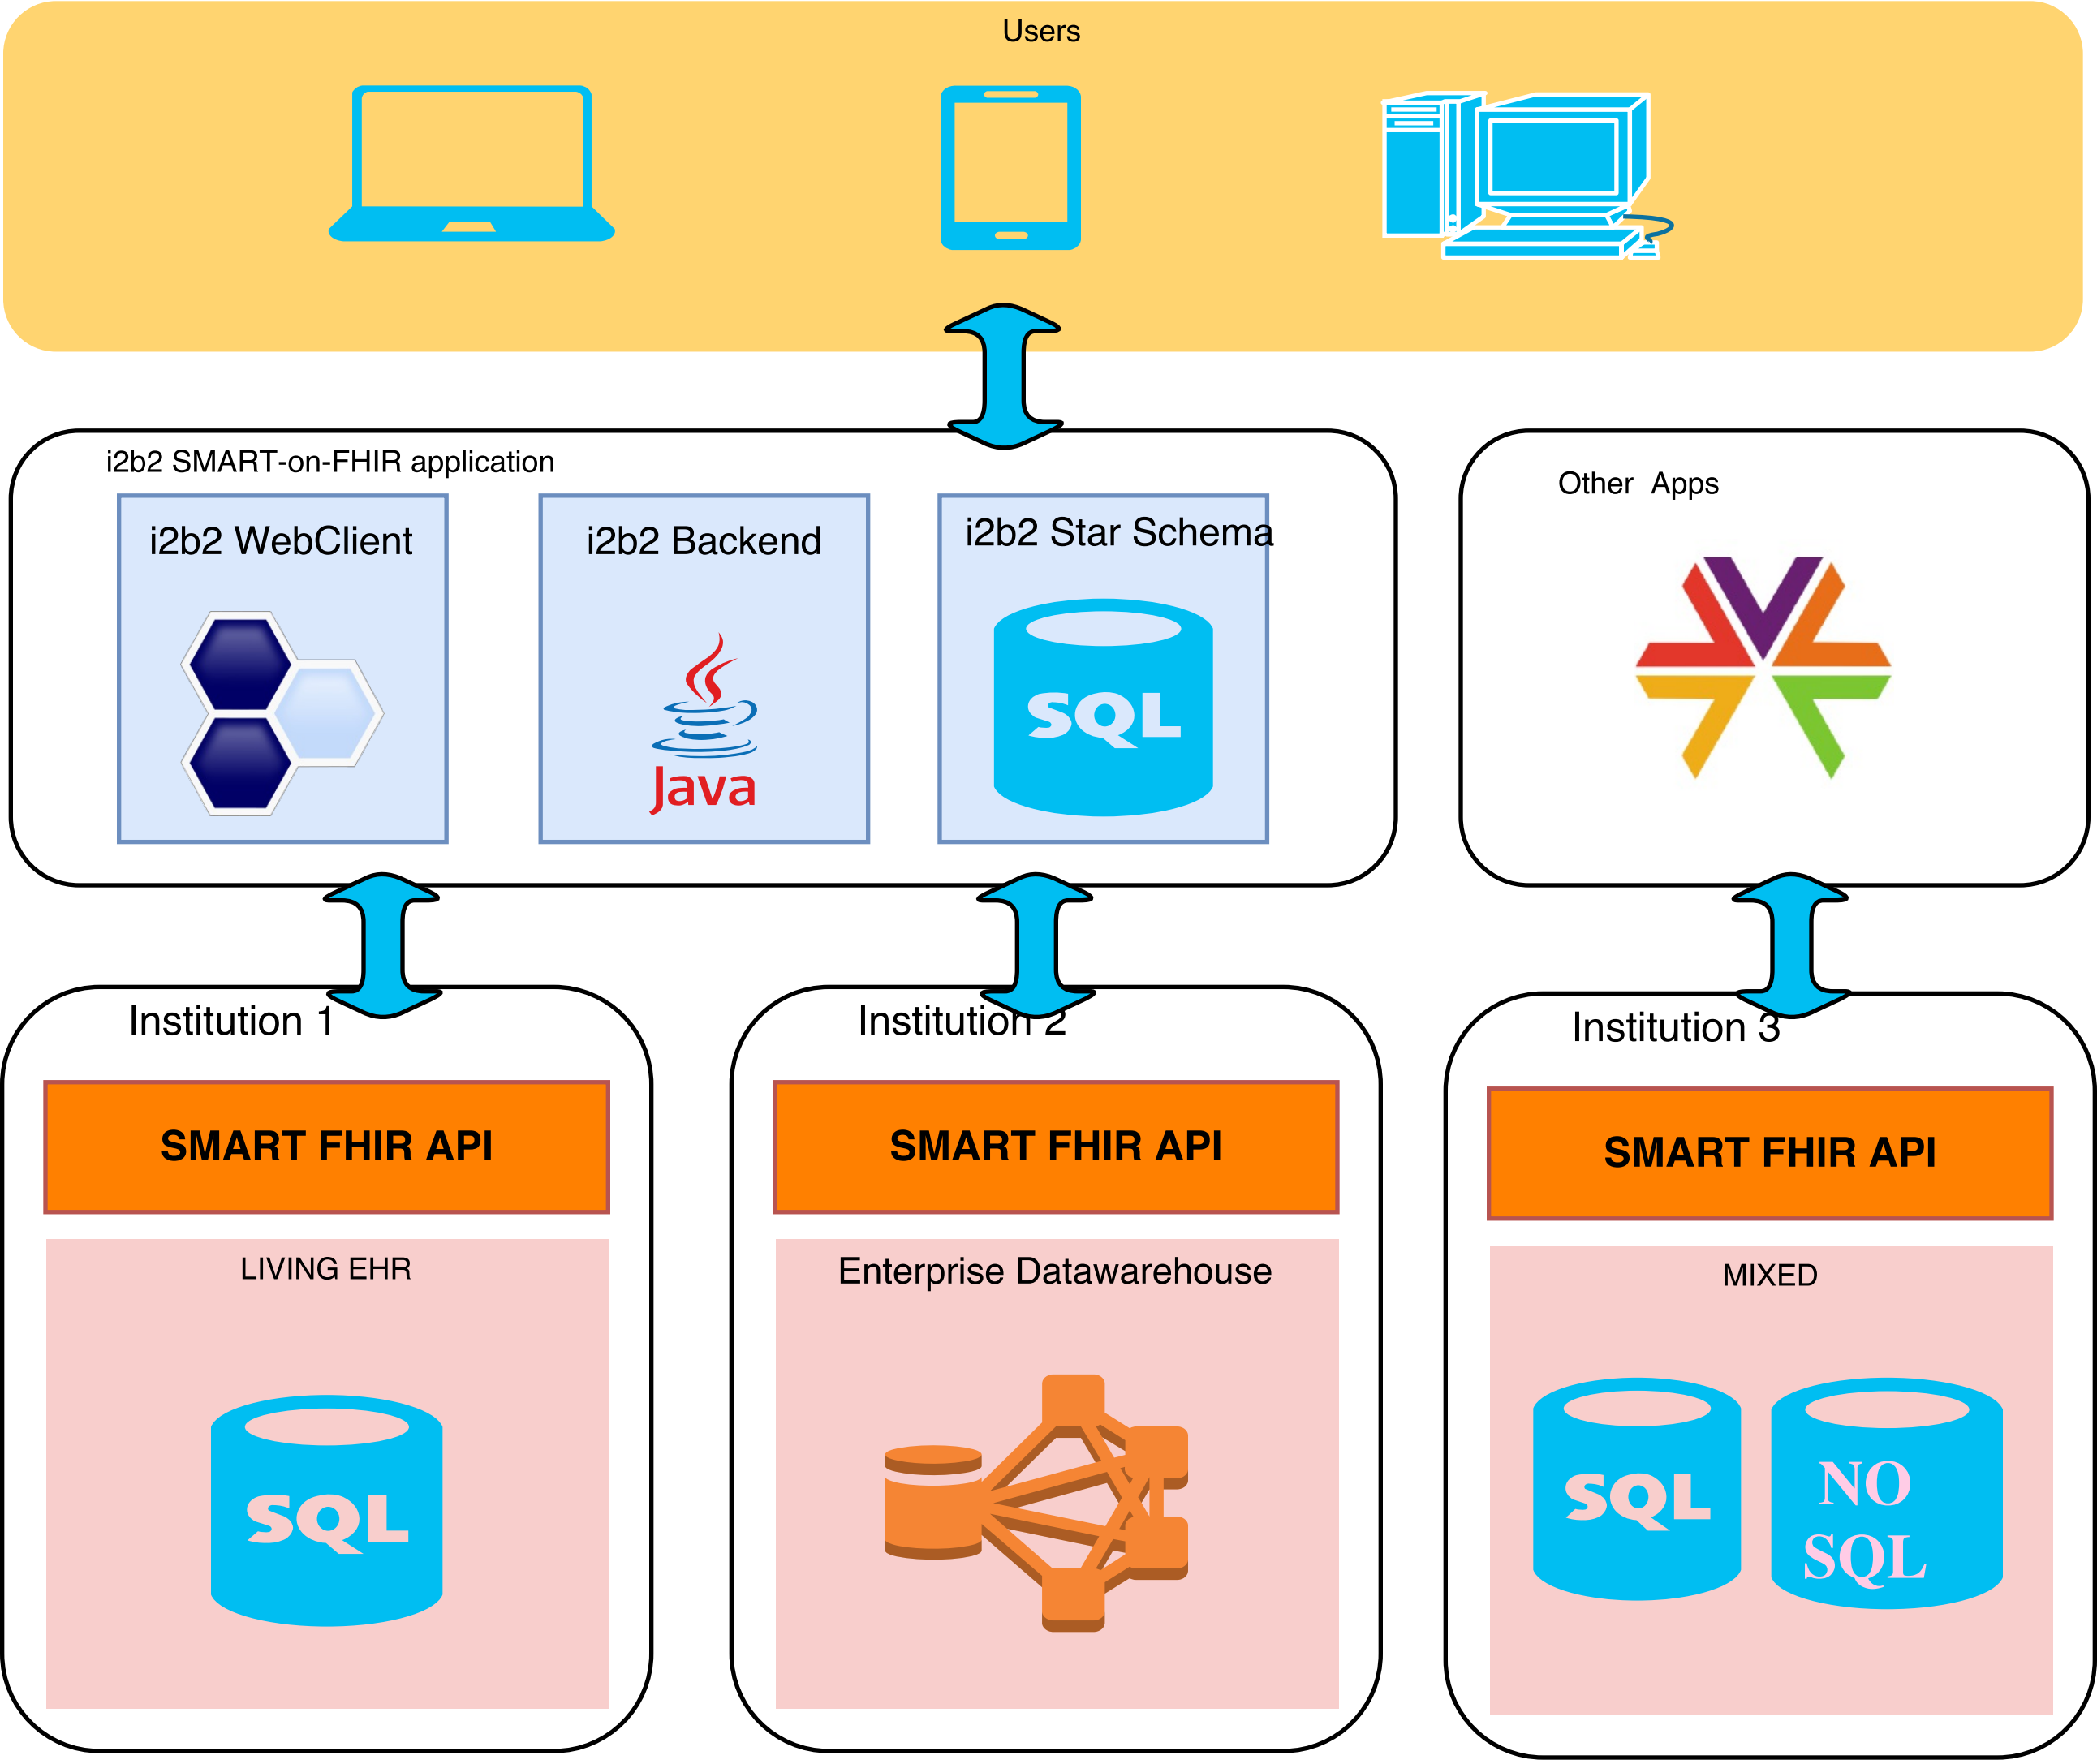 Users
i2b2 SMART-on-FHIR application
Other Apps
i2b2 WebClient
i2b2 Backend
i2b2 Star Schema
Java
SQL
Institution 1
Institution 2
Institution 3
SMART FHIR API
SMART FHIR API
SMART FHIR API
LIVING EHR
Enterprise Datawarehouse
MIXED
SQL
SQL
NO
SQL